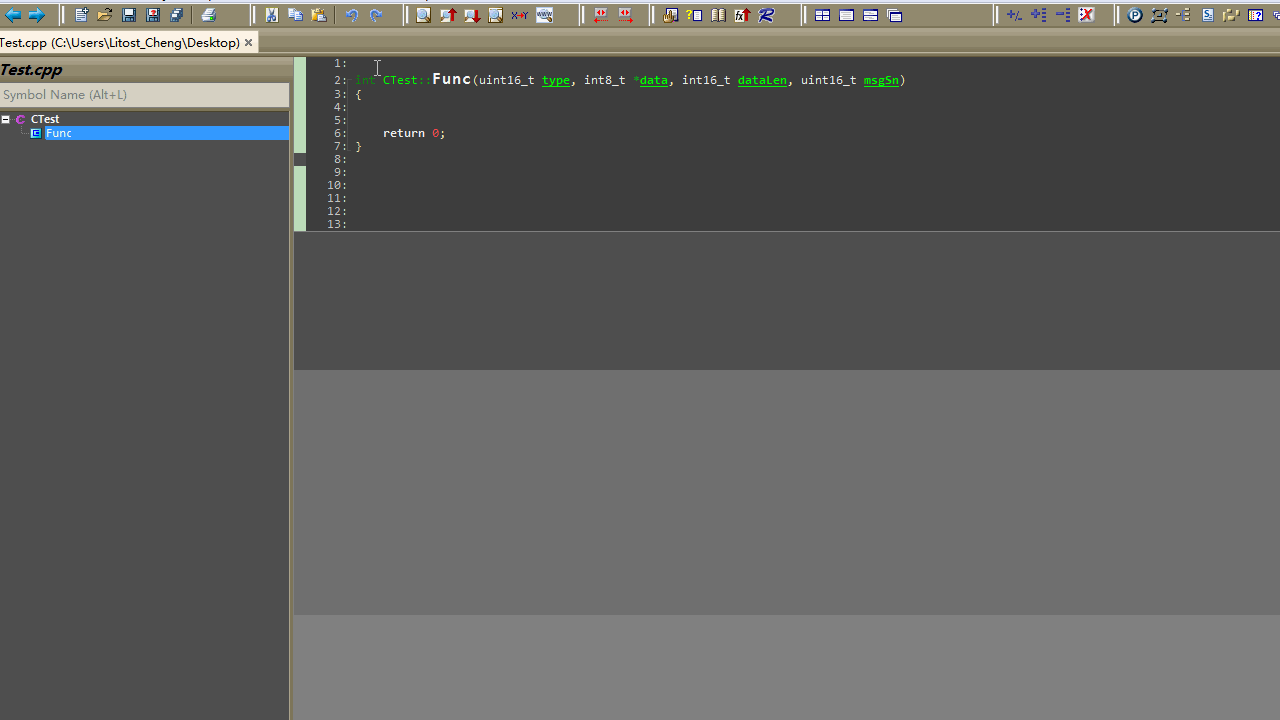 Test.cpp (C:\Users\Litost_Cheng\Desktop)
Test.cpp
Symbol Name (Alt+L)
CTest
Func
1:
2: int CTest::Func(uint16_t type, int8_t *data, int16_t dataLen, uint16_t msgSn)
3: {
4:
5:
6: return 0;
7: }
8:
9:
10:
11:
12:
13: